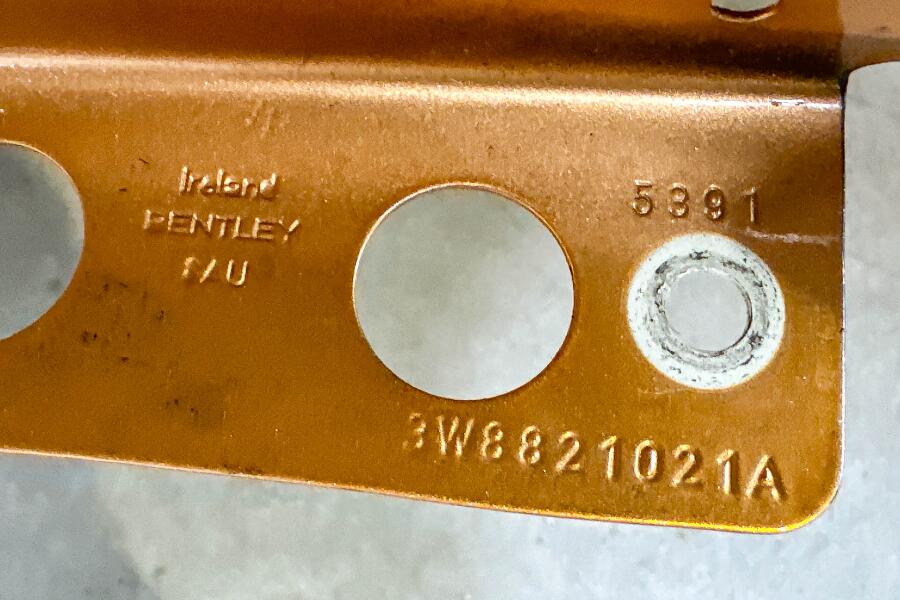 Ireland
BENTLEY
5391
3W8821021A